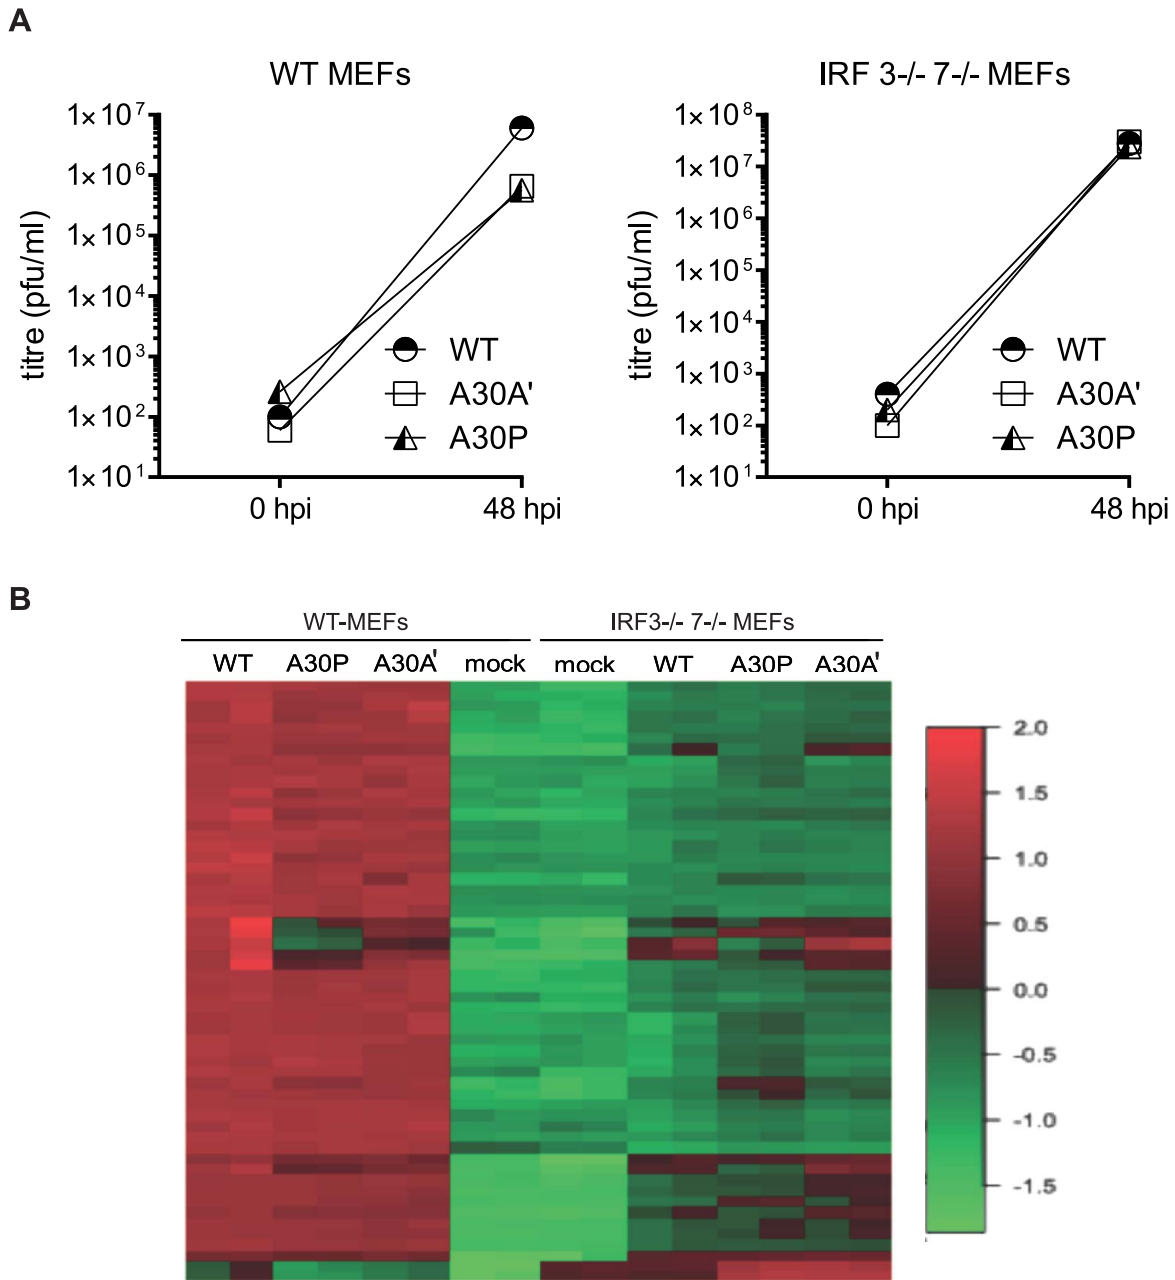 A
WT MEFs
1×10⁷
1×10⁶
1×10⁵
1×10⁴
1×10³
1×10²
1×10¹
titre (pfu/ml)
0 hpi
48 hpi
WT
A30A'
A30P
IRF 3-/- 7-/- MEFs
1×10⁸
1×10⁷
1×10⁶
1×10⁵
1×10⁴
1×10³
1×10²
1×10¹
titre (pfu/ml)
0 hpi
48 hpi
WT
A30A'
A30P
B
WT-MEFs IRF3-/- 7-/- MEFs
WT A30P A30A' mock mock WT A30P A30A'
2.0
1.5
1.0
0.5
0.0
-0.5
-1.0
-1.5